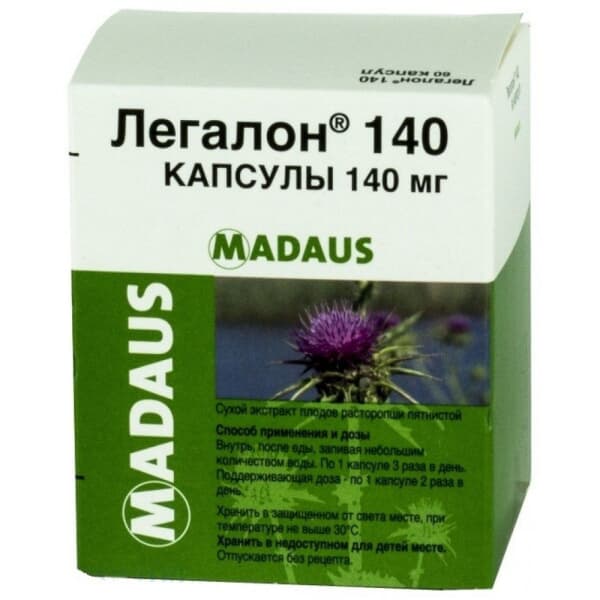 Легалон® 140
60 капсул
Легалон® 140
КАПСУЛЫ 140 мг
MADAUS
MADAUS
Сухой экстракт плодов расторопши пятнистой
Способ применения и дозы
Внутрь, после еды, запивая небольшим
количеством воды. По 1 капсуле 3 раза в день.
Поддерживающая доза - по 1 капсуле 2 раза в
день.
Хранить в защищенном от света месте, при
температуре не выше 30°С.
Хранить в недоступном для детей месте.
Отпускается без рецепта.